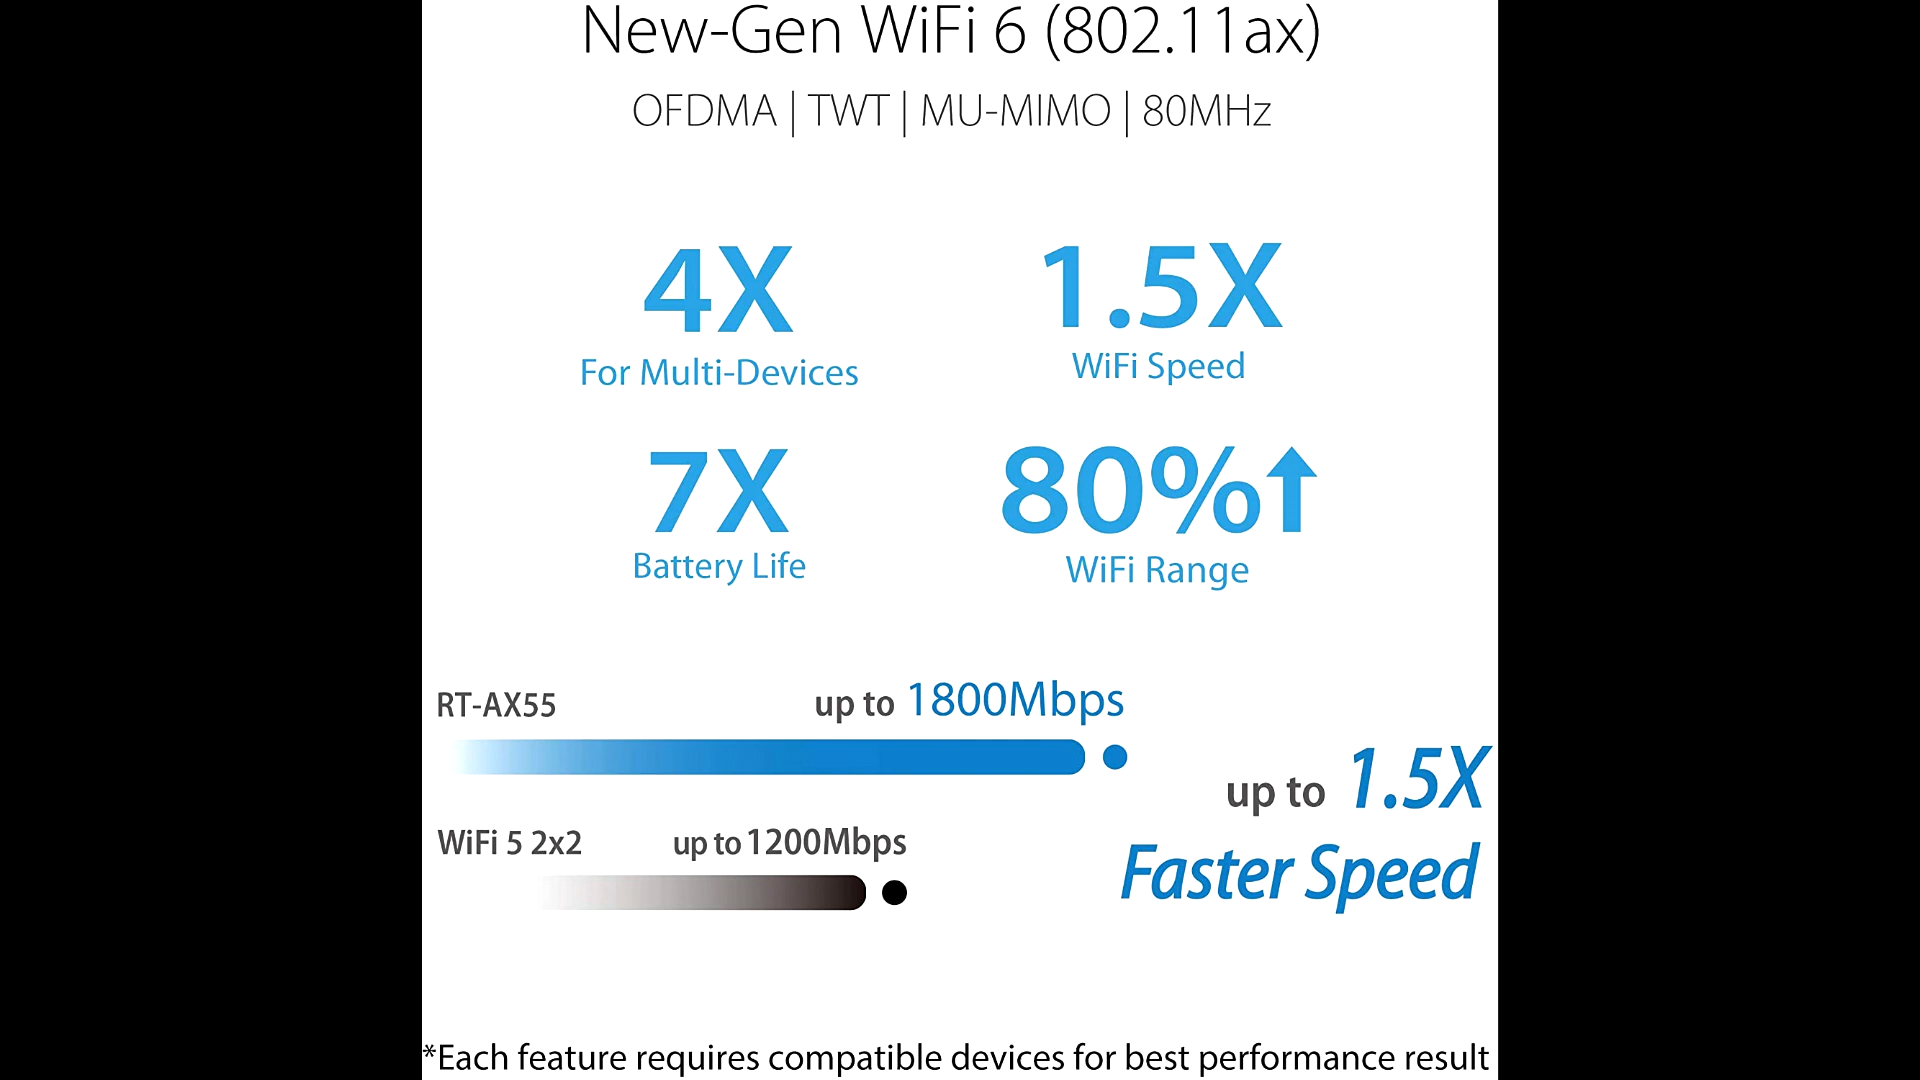 New-Gen WiFi 6 (802.11ax)
OFDMA | TWT | MU-MIMO | 80MHz
4X
For Multi-Devices
1.5X
WiFi Speed
7X
Battery Life
80%↑
WiFi Range
RT-AX55 up to 1800Mbps
WiFi 5 2x2 up to 1200Mbps
up to 1.5X
Faster Speed
*Each feature requires compatible devices for best performance result